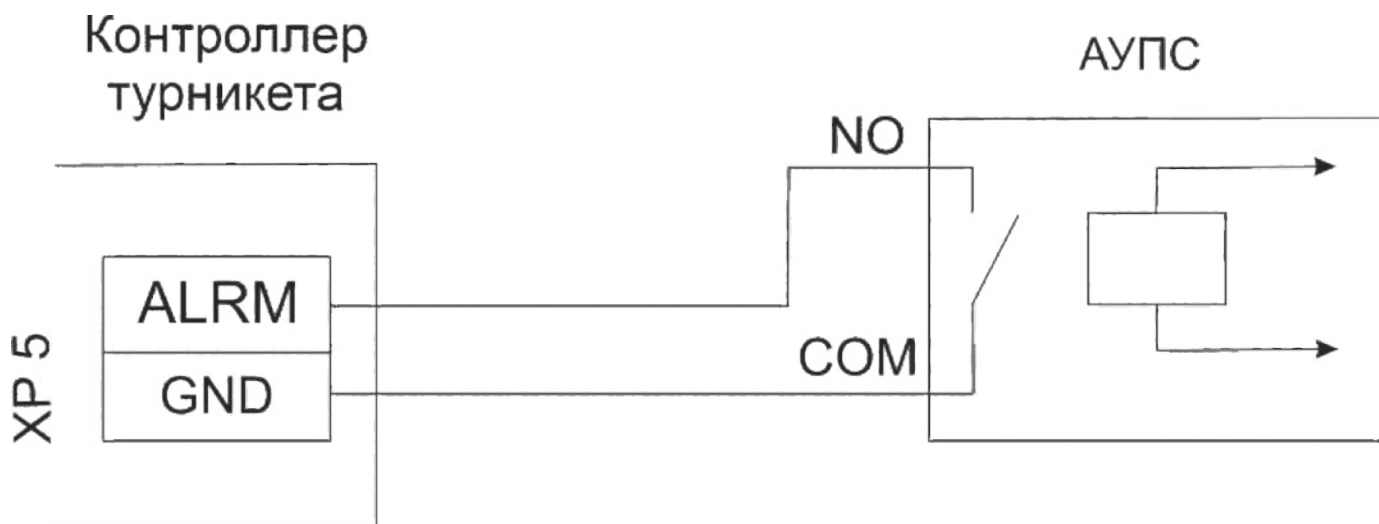 Контроллер
турникета
АУПС
NO
ALRM
COM
GND
XP 5